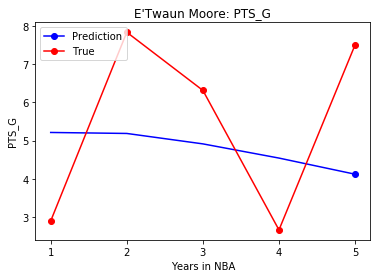 E'Twaun Moore: PTS_G
Prediction
True
PTS_G
8
7
6
5
4
3
1 2 3 4 5
Years in NBA